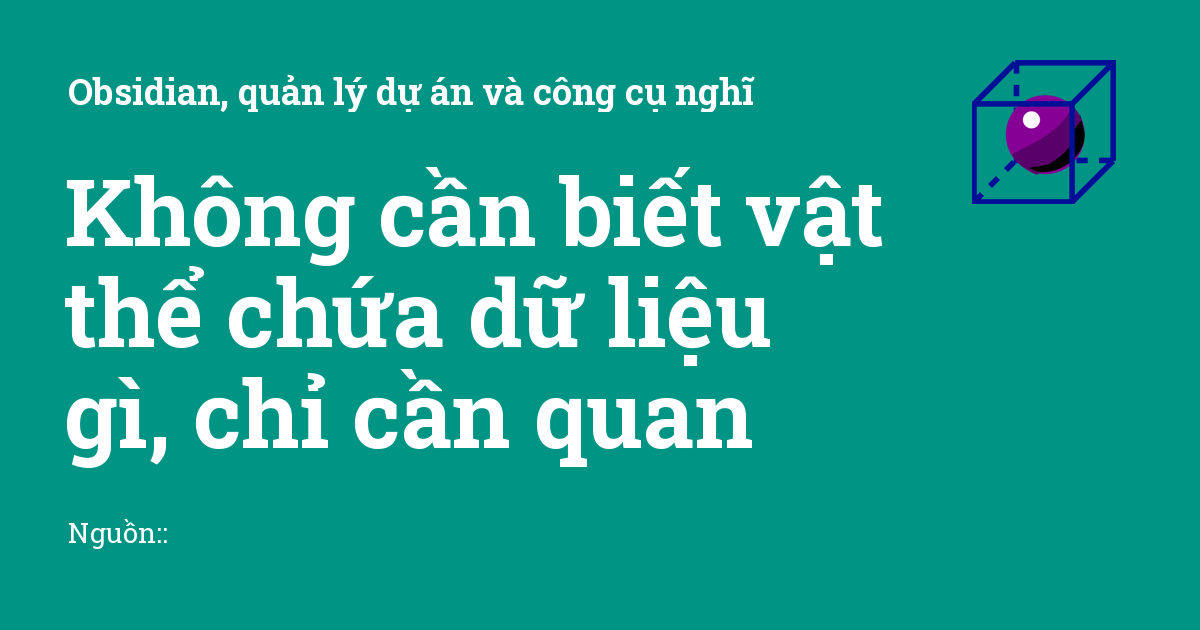 Obsidian, quản lý dự án và công cụ nghĩ
Không cần biết vật
thể chứa dữ liệu
gì, chỉ cần quan
Nguồn::